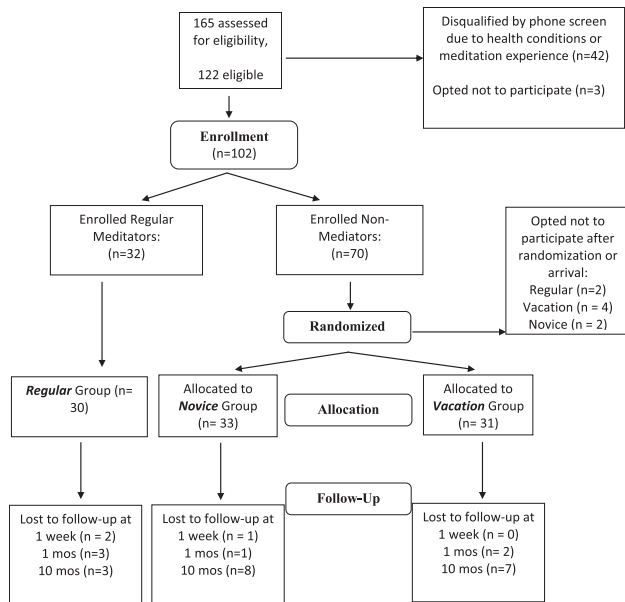 165 assessed
for eligibility,
122 eligible
Disqualified by phone screen
due to health conditions or
meditation experience (n=42)
Opted not to participate (n=3)
Enrollment
(n=102)
Enrolled Regular
Meditators:
(n=32)
Enrolled Non-
Mediators:
(n=70)
Opted not to
participate after
randomization or
arrival:
Regular (n=2)
Vacation (n = 4)
Novice (n = 2)
Randomized
Regular Group (n=
30)
Allocated to
Novice Group
(n= 33)
Allocation
Allocated to
Vacation Group
(n= 31)
Follow-Up
Lost to follow-up at
1 week (n = 2)
1 mos (n=3)
10 mos (n=3)
Lost to follow-up at
1 week (n = 1)
1 mos (n=1)
10 mos (n=8)
Lost to follow-up at
1 week (n = 0)
1 mos (n= 2)
10 mos (n=7)